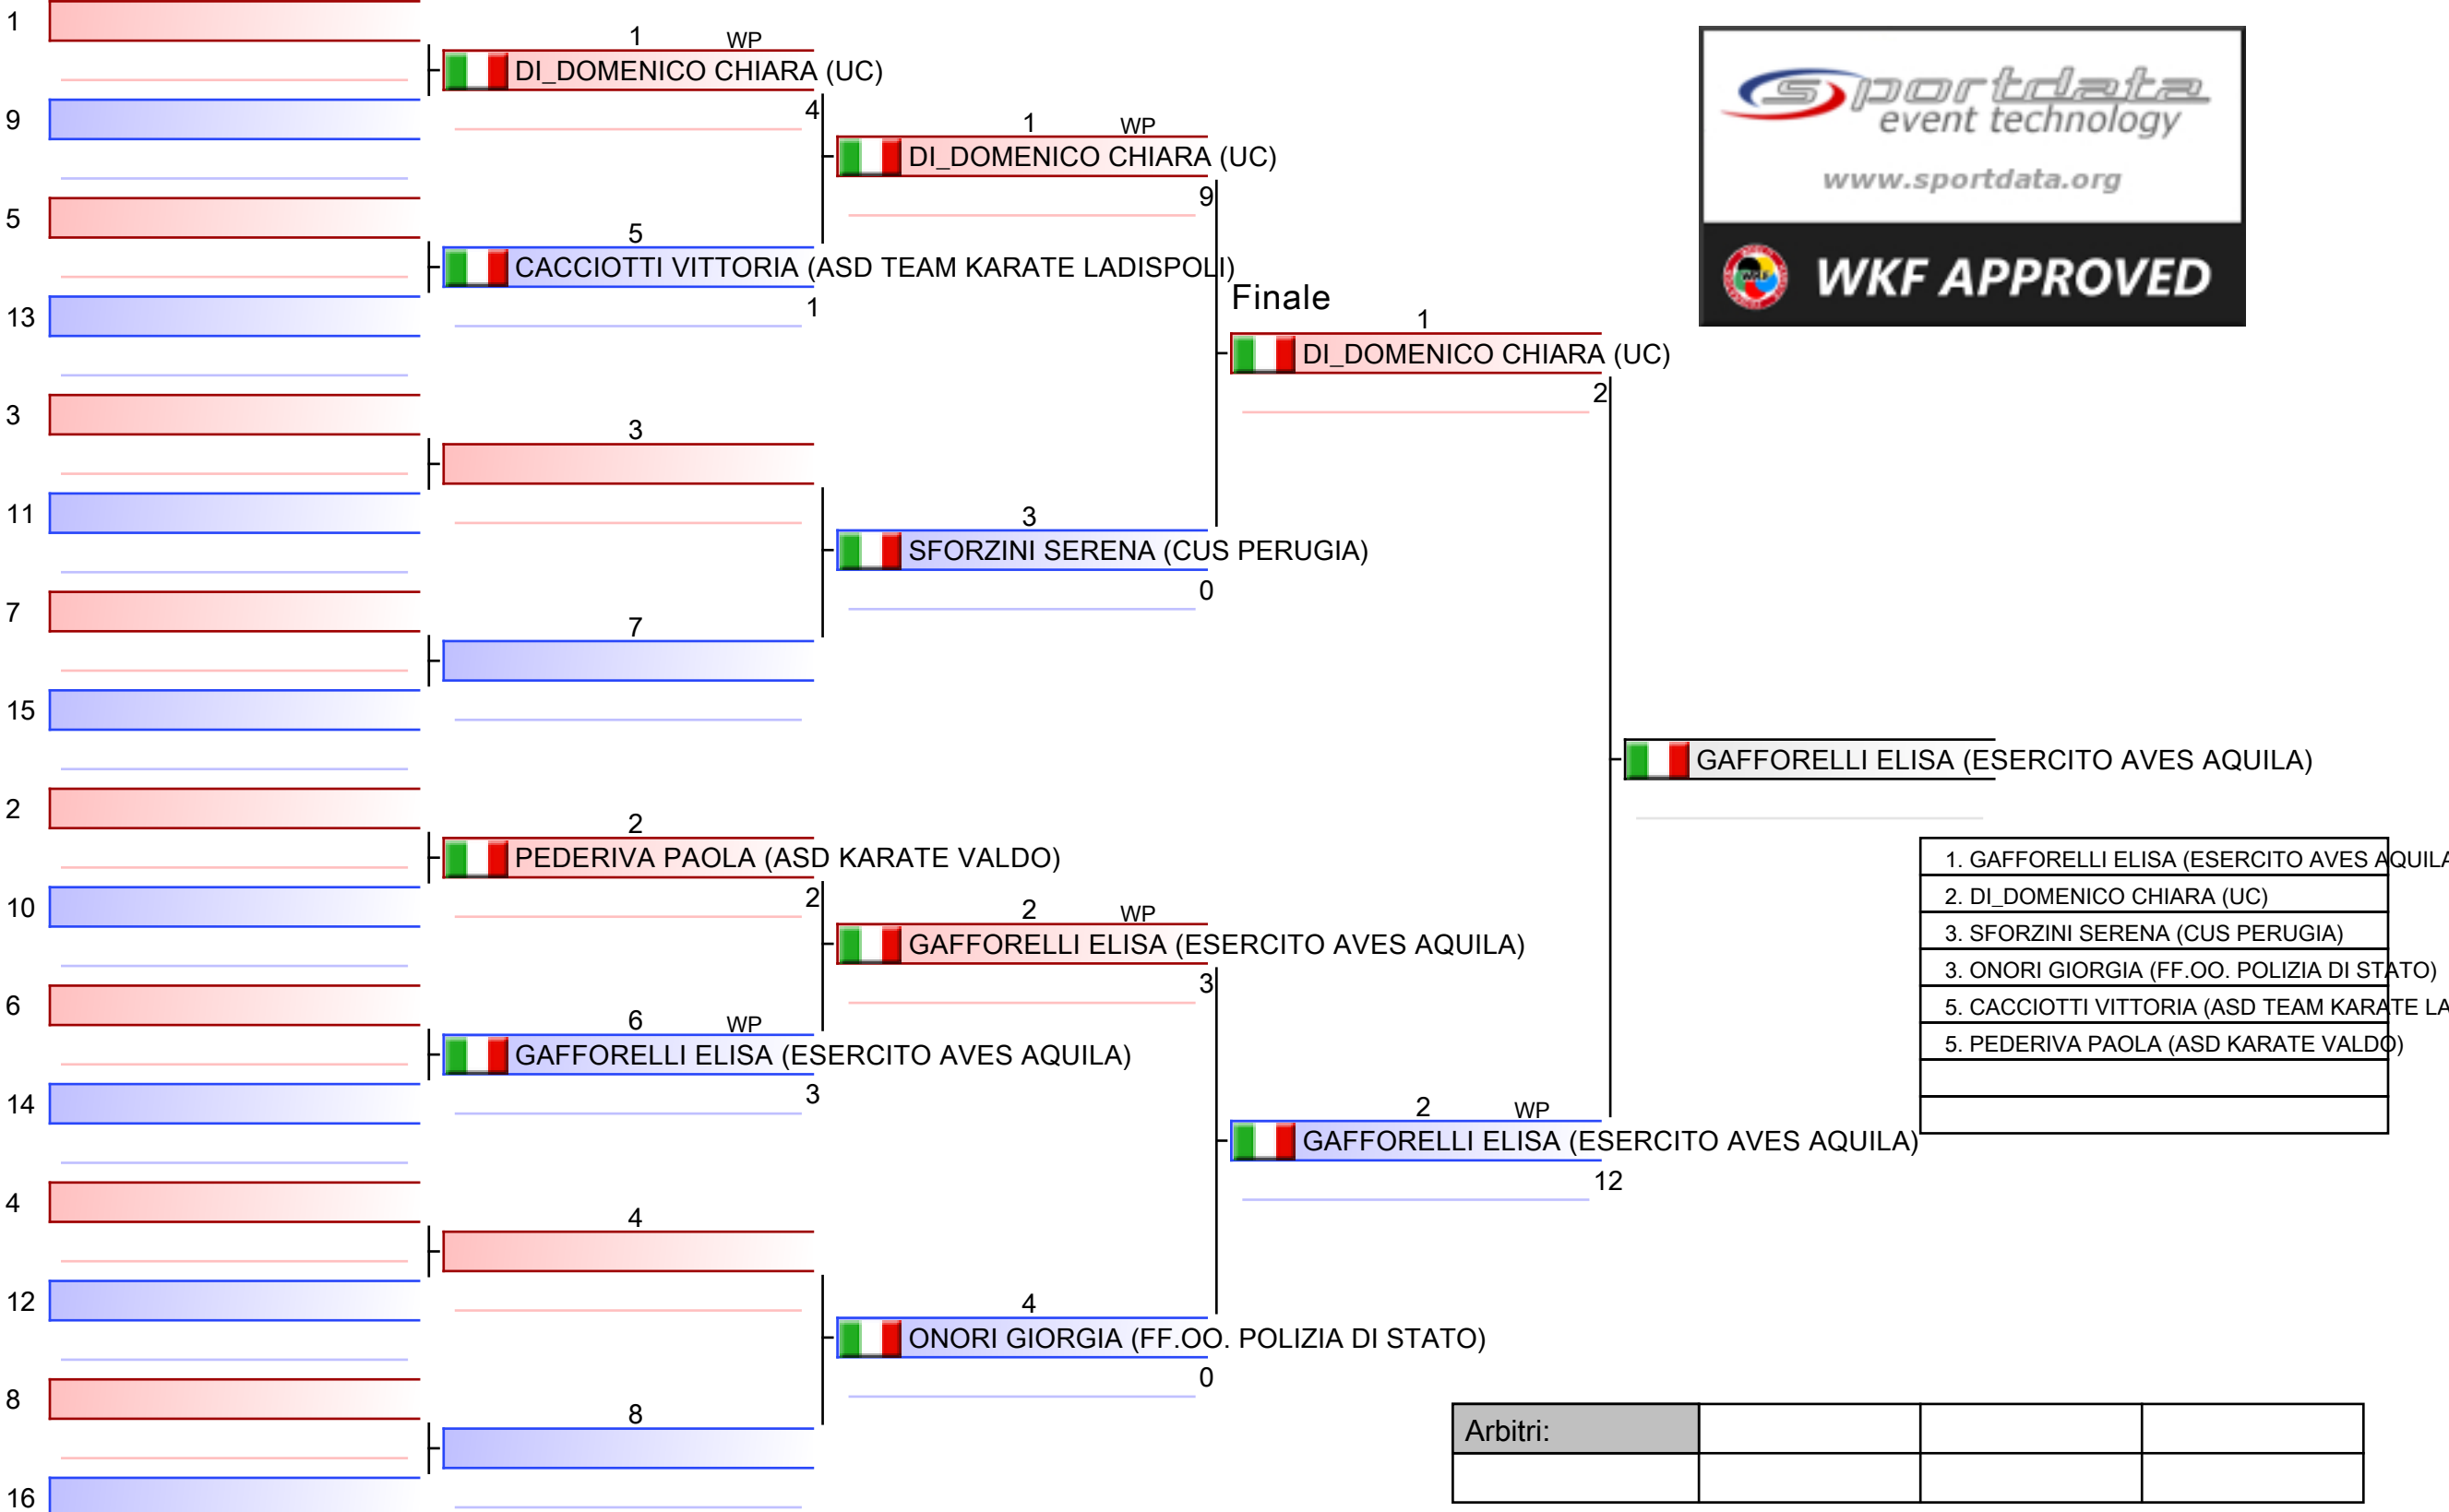 1
9
5
13
3
11
7
15
2
10
6
14
4
12
8
16
1 WP
DI_DOMENICO CHIARA (UC)
4
5
CACCIOTTI VITTORIA (ASD TEAM KARATE LADISPOLI)
1
3
7
2
PEDERIVA PAOLA (ASD KARATE VALDO)
2
6 WP
GAFFORELLI ELISA (ESERCITO AVES AQUILA)
3
4
8
1 WP
DI_DOMENICO CHIARA (UC)
9
3
SFORZINI SERENA (CUS PERUGIA)
0
2 WP
GAFFORELLI ELISA (ESERCITO AVES AQUILA)
3
4
ONORI GIORGIA (FF.OO. POLIZIA DI STATO)
0
Finale
1
DI_DOMENICO CHIARA (UC)
2
2 WP
GAFFORELLI ELISA (ESERCITO AVES AQUILA)
12
GAFFORELLI ELISA (ESERCITO AVES AQUILA)
sportdata
event technology
www.sportdata.org
WKF
WKF APPROVED
1. GAFFORELLI ELISA (ESERCITO AVES AQUILA
2. DI_DOMENICO CHIARA (UC)
3. SFORZINI SERENA (CUS PERUGIA)
3. ONORI GIORGIA (FF.OO. POLIZIA DI STATO)
5. CACCIOTTI VITTORIA (ASD TEAM KARATE LA
5. PEDERIVA PAOLA (ASD KARATE VALDO)
Arbitri: